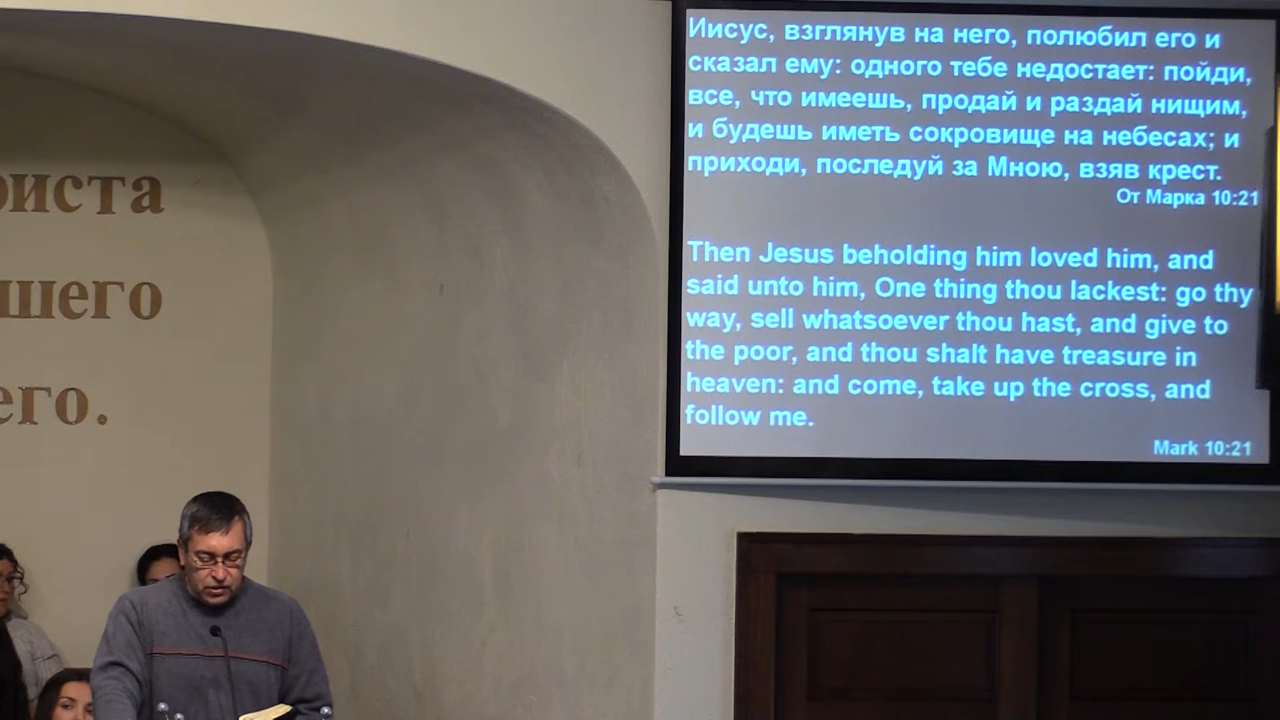 риста
шего
его.
Иисус, взглянув на него, полюбил его и
сказал ему: одного тебе недостает: пойди,
все, что имеешь, продай и раздай нищим,
и будешь иметь сокровище на небесах; и
приходи, последуй за Мною, взяв крест.
От Марка 10:21
Then Jesus beholding him loved him, and
said unto him, One thing thou lackest: go thy
way, sell whatsoever thou hast, and give to
the poor, and thou shalt have treasure in
heaven: and come, take up the cross, and
follow me.
Mark 10:21